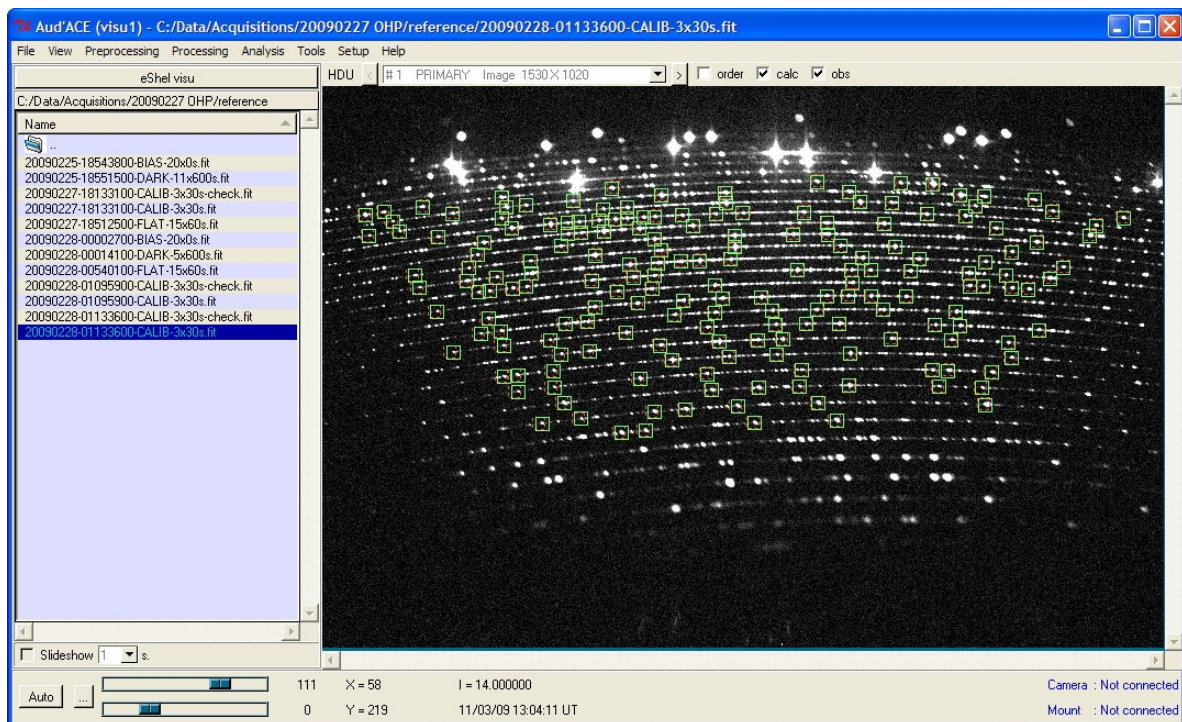 Aud'ACE (visu1) - C:/Data/Acquisitions/20090227 OHP/reference/20090228-01133600-CALIB-3x30s.fit
File View Preprocessing Processing Analysis Tools Setup Help
eShel visu
HDU < #1 PRIMARY Image 1530X1020 > order calc obs
C:/Data/Acquisitions/20090227 OHP/reference
Name
..
20090225-18543800-BIAS-20x0s.fit
20090225-18551500-DARK-11x600s.fit
20090227-18133100-CALIB-3x30s-check.fit
20090227-18133100-CALIB-3x30s.fit
20090227-18512500-FLAT-15x60s.fit
20090228-00002700-BIAS-20x0s.fit
20090228-00014100-DARK-5x600s.fit
20090228-00540100-FLAT-15x60s.fit
20090228-01095900-CALIB-3x30s-check.fit
20090228-01095900-CALIB-3x30s.fit
20090228-01133600-CALIB-3x30s-check.fit
20090228-01133600-CALIB-3x30s.fit
Slideshow 1 s.
Auto ... 111 X = 58 I = 14.000000 Camera : Not connected
0 Y = 219 11/03/09 13:04:11 UT Mount : Not connected